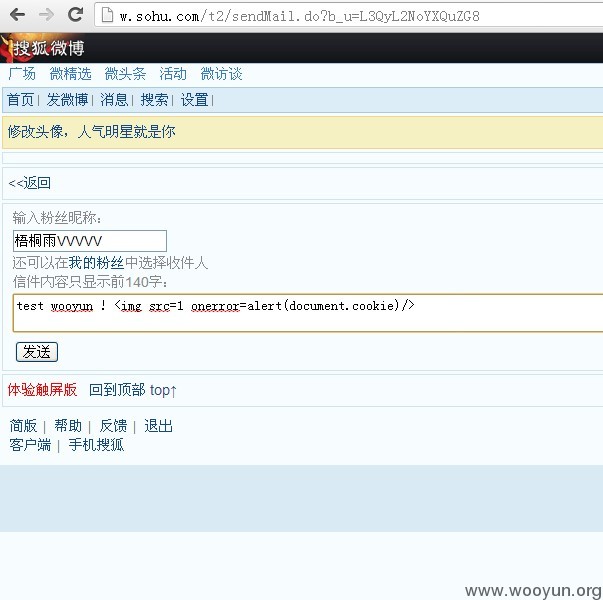 w.sohu.com/t2/sendMail.do?b_u=L3QyL2NoYXQuZG8
搜狐微博
广场 微精选 微头条 活动 微访谈
首页| 发微博| 消息| 搜索| 设置|
修改头像，人气明星就是你
<<返回
输入粉丝昵称：
梧桐雨VVVVV
还可以在我的粉丝中选择收件人
信件内容只显示前140字：
test wooyun ! <img src=1 onerror=alert(document.cookie)/>
发送
体验触屏版 回到顶部 top↑
简版 | 帮助 | 反馈 | 退出
客户端 | 手机搜狐
www.wooyun.org